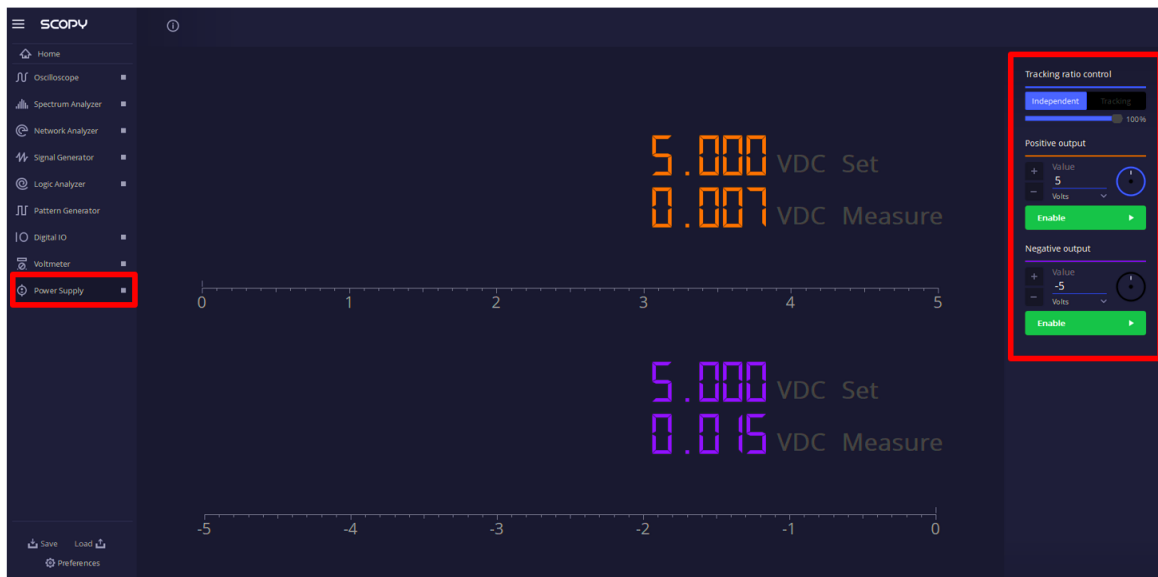 SCOPY
Home
Oscilloscope
Spectrum Analyzer
Network Analyzer
Signal Generator
Logic Analyzer
Pattern Generator
Digital IO
Voltmeter
Power Supply
Save Load
Preferences
5.000 VDC Set
0.007 VDC Measure
0 1 2 3 4 5
5.000 VDC Set
0.015 VDC Measure
-5 -4 -3 -2 -1 0
Tracking ratio control
Independent Tracking
100%
Positive output
Value
+ 5
- Volts
Enable
Negative output
Value
+ -5
- Volts
Enable